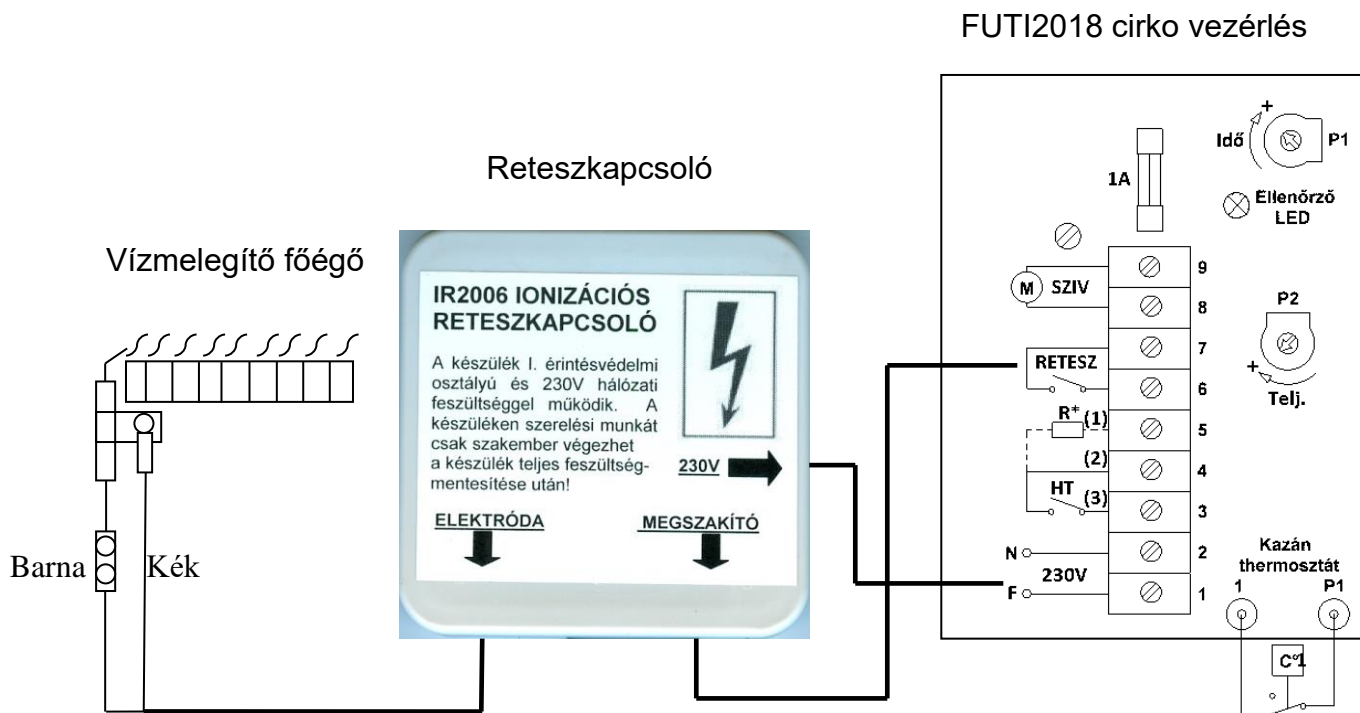 FUTI2018 cirko vezérlés
Reteszkapcsoló
Vízmelegítő főégő
Barna
Kék
IR2006 IONIZÁCIÓS
RETESZKAPCSOLÓ
A készülék I. érintésvédelmi
osztályú és 230V hálózati
feszültséggel működik. A
készüléken szerelési munkát
csak szakember végezhet
a készülék teljes feszültség-
mentesítése után!
230V
ELEKTRÓDA
MEGSZAKÍTÓ
1A
+
Idő
P1
Ellenőrző
LED
P2
+
Telj.
M
SZIV
9
8
RETESZ
7
6
R* (1)
5
(2)
4
HT (3)
3
N
2
230V
F
1
Kazán
thermosztát
1
P1
C°1